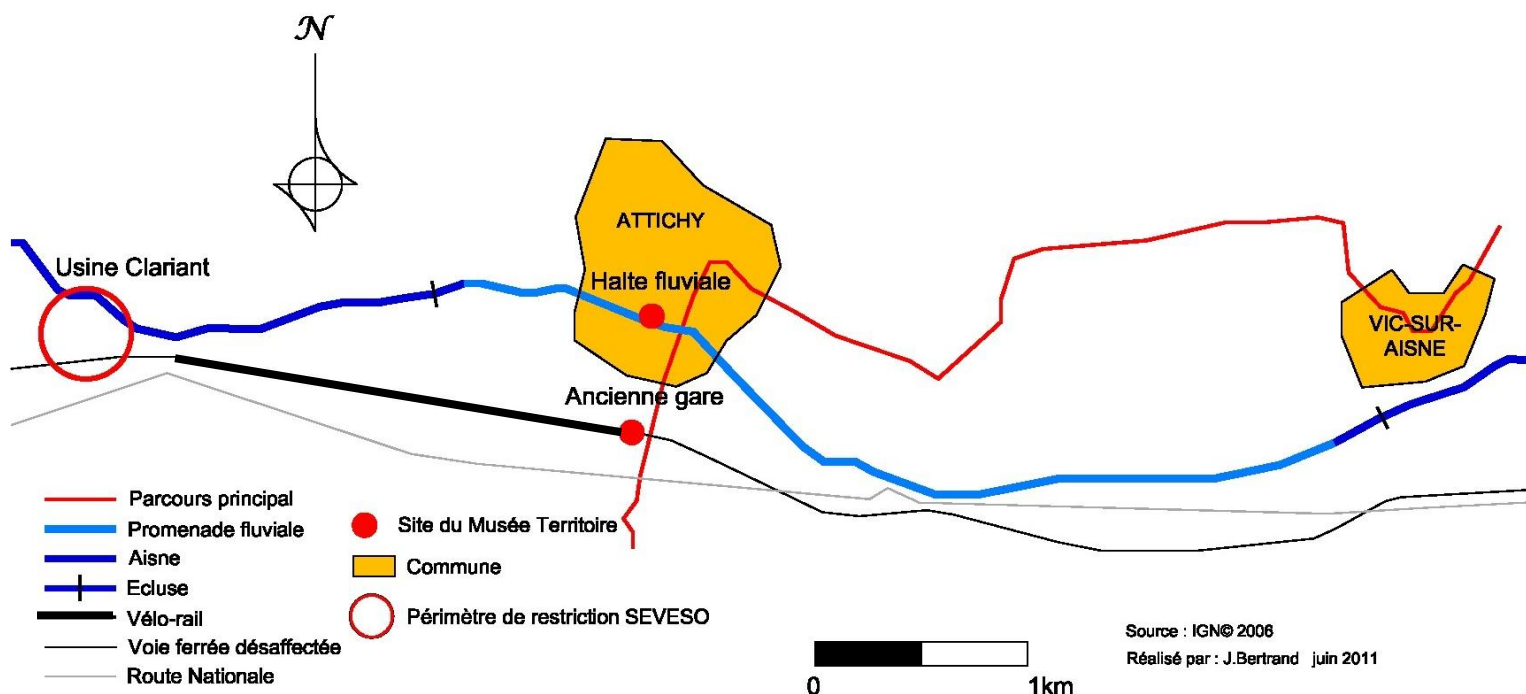 N
Usine Clariant
ATTICHY
Halte fluviale
VIC-SUR-
AISNE
Ancienne gare
Parcours principal
Promenade fluviale
Aisne
Ecluse
Vélo-rail
Voie ferrée désaffectée
Route Nationale
Site du Musée Territoire
Commune
Périmètre de restriction SEVESO
0
1km
Source : IGN© 2006
Réalisé par : J.Bertrand juin 2011